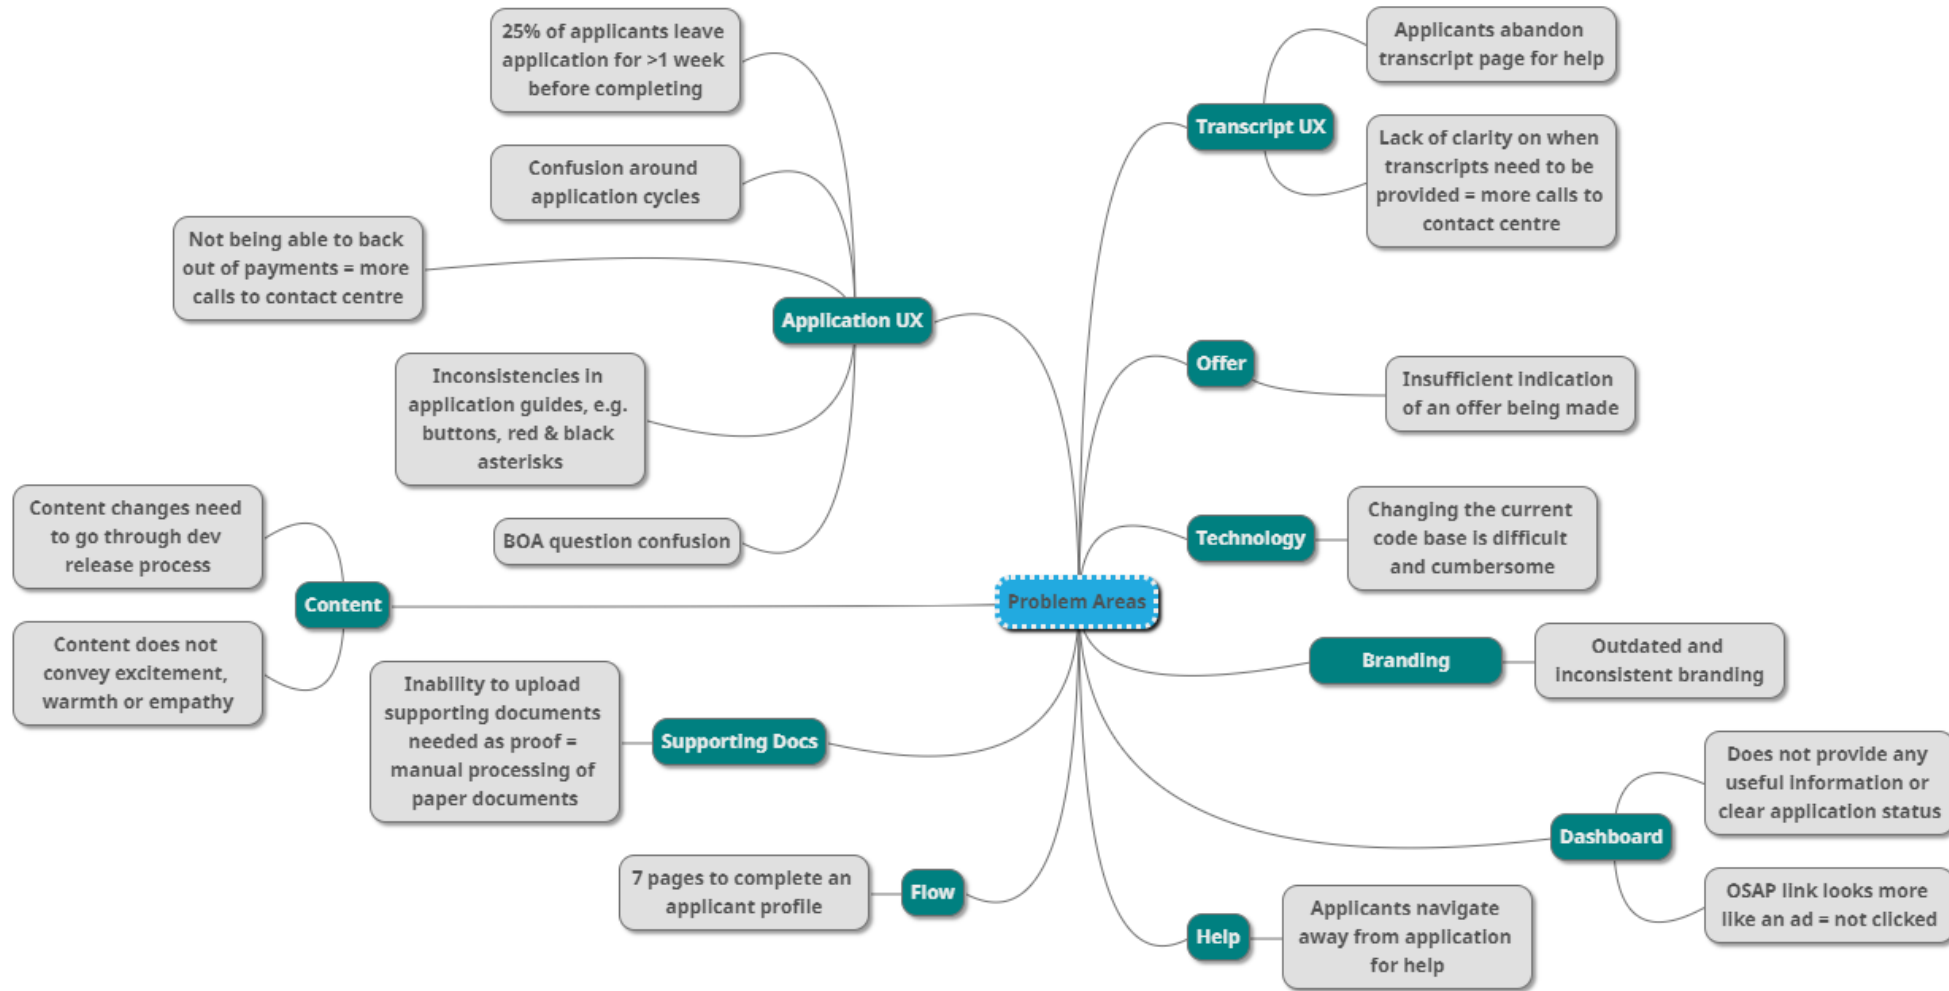 25% of applicants leave
application for >1 week
before completing
Confusion around
application cycles
Not being able to back
out of payments = more
calls to contact centre
Application UX
Inconsistencies in
application guides, e.g.
buttons, red & black
asterisks
BOA question confusion
Content changes need
to go through dev
release process
Content
Content does not
convey excitement,
warmth or empathy
Inability to upload
supporting documents
needed as proof =
manual processing of
paper documents
Supporting Docs
7 pages to complete an
applicant profile
Flow
Problem Areas
Applicants abandon
transcript page for help
Transcript UX
Lack of clarity on when
transcripts need to be
provided = more calls to
contact centre
Offer
Insufficient indication
of an offer being made
Technology
Changing the current
code base is difficult
and cumbersome
Branding
Outdated and
inconsistent branding
Does not provide any
useful information or
clear application status
Dashboard
OSAP link looks more
like an ad = not clicked
Help
Applicants navigate
away from application
for help